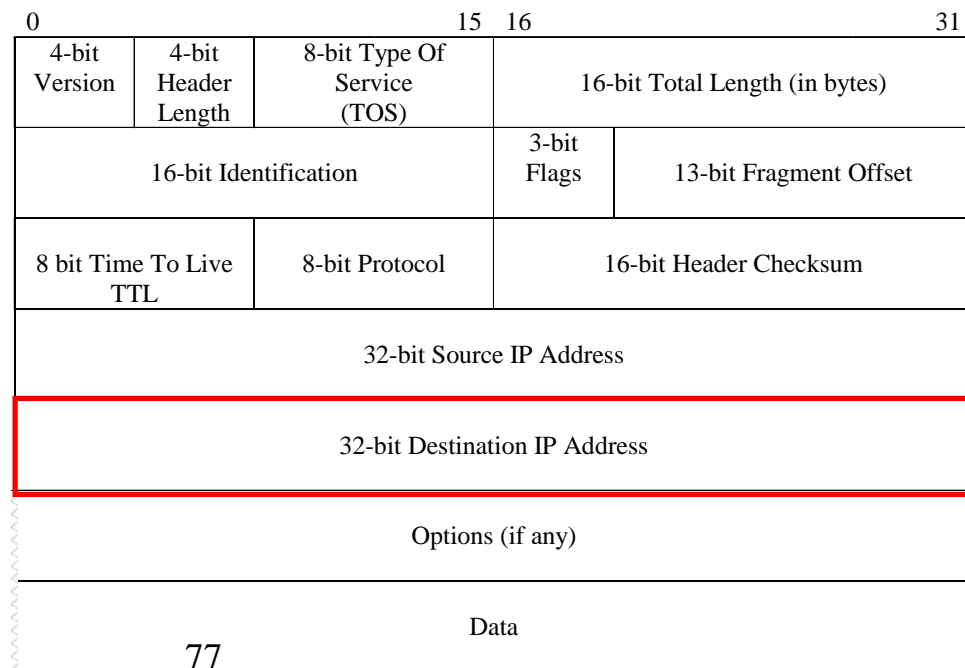 0 15 16 31
4-bit Version
4-bit Header Length
8-bit Type Of Service (TOS)
16-bit Total Length (in bytes)
16-bit Identification
3-bit Flags
13-bit Fragment Offset
8 bit Time To Live TTL
8-bit Protocol
16-bit Header Checksum
32-bit Source IP Address
32-bit Destination IP Address
Options (if any)
Data
77